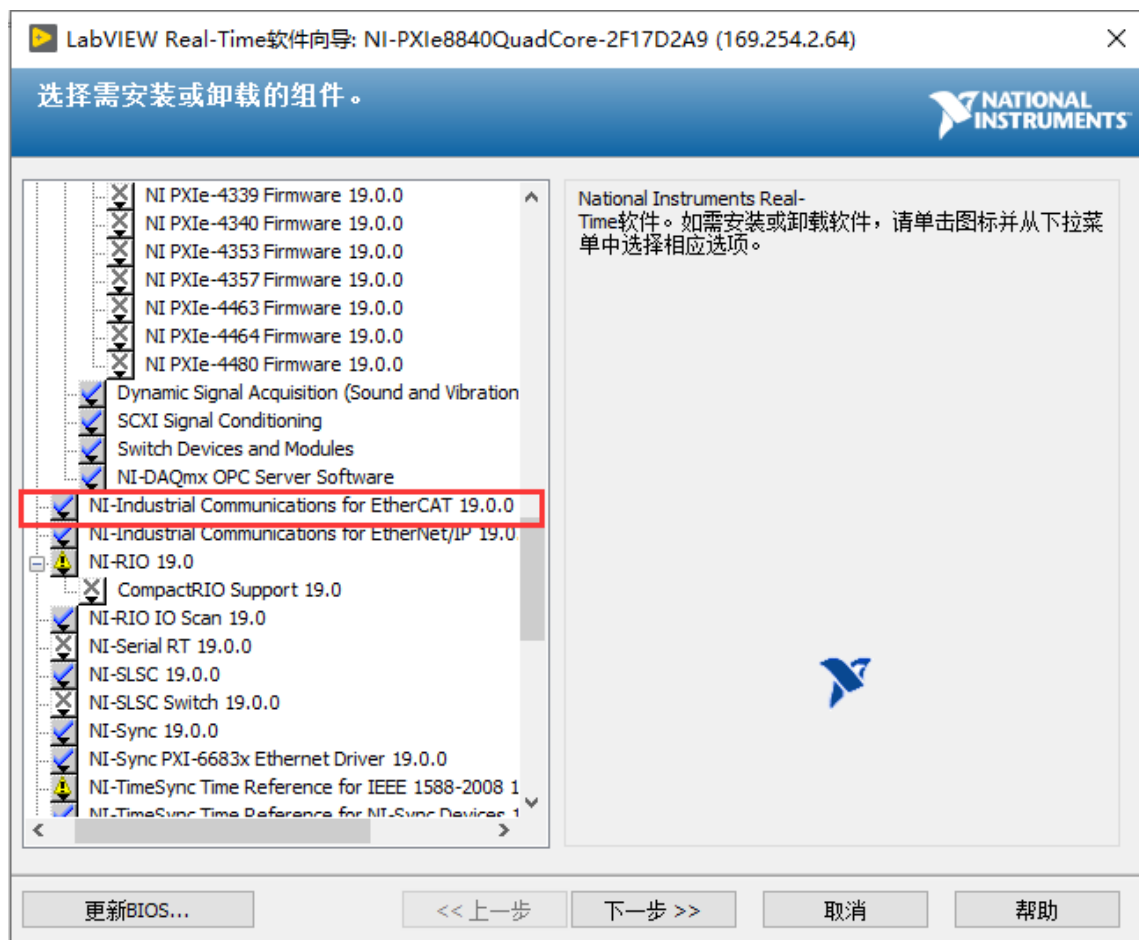 LabVIEW Real-Time软件向导: NI-PXIe8840QuadCore-2F17D2A9 (169.254.2.64)
选择需安装或卸载的组件。
NATIONAL
INSTRUMENTS
NI PXIe-4339 Firmware 19.0.0
NI PXIe-4340 Firmware 19.0.0
NI PXIe-4353 Firmware 19.0.0
NI PXIe-4357 Firmware 19.0.0
NI PXIe-4463 Firmware 19.0.0
NI PXIe-4464 Firmware 19.0.0
NI PXIe-4480 Firmware 19.0.0
Dynamic Signal Acquisition (Sound and Vibration
SCXI Signal Conditioning
Switch Devices and Modules
NI-DAQmx OPC Server Software
NI-Industrial Communications for EtherCAT 19.0.0
NI-Industrial Communications for EtherNet/IP 19.0
NI-RIO 19.0
CompactRIO Support 19.0
NI-RIO IO Scan 19.0
NI-Serial RT 19.0.0
NI-SLSC 19.0.0
NI-SLSC Switch 19.0.0
NI-Sync 19.0.0
NI-Sync PXI-6683x Ethernet Driver 19.0.0
NI-TimeSync Time Reference for IEEE 1588-2008 1
NI-TimeSync Time Reference for NI-Sync Devices 1
National Instruments Real-
Time软件。如需安装或卸载软件，请单击图标并从下拉菜
单中选择相应选项。
更新BIOS...
<<上一步
下一步 >>
取消
帮助